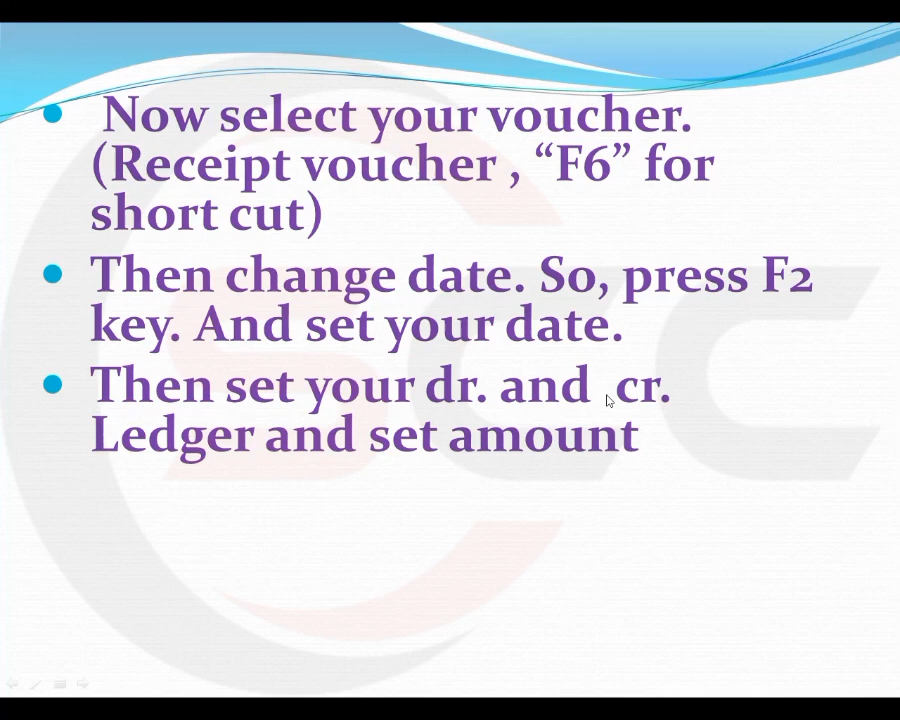 Now select your voucher.
(Receipt voucher , “F6” for
short cut)
Then change date. So, press F2
key. And set your date.
Then set your dr. and  cr.
Ledger and set amount
SCC